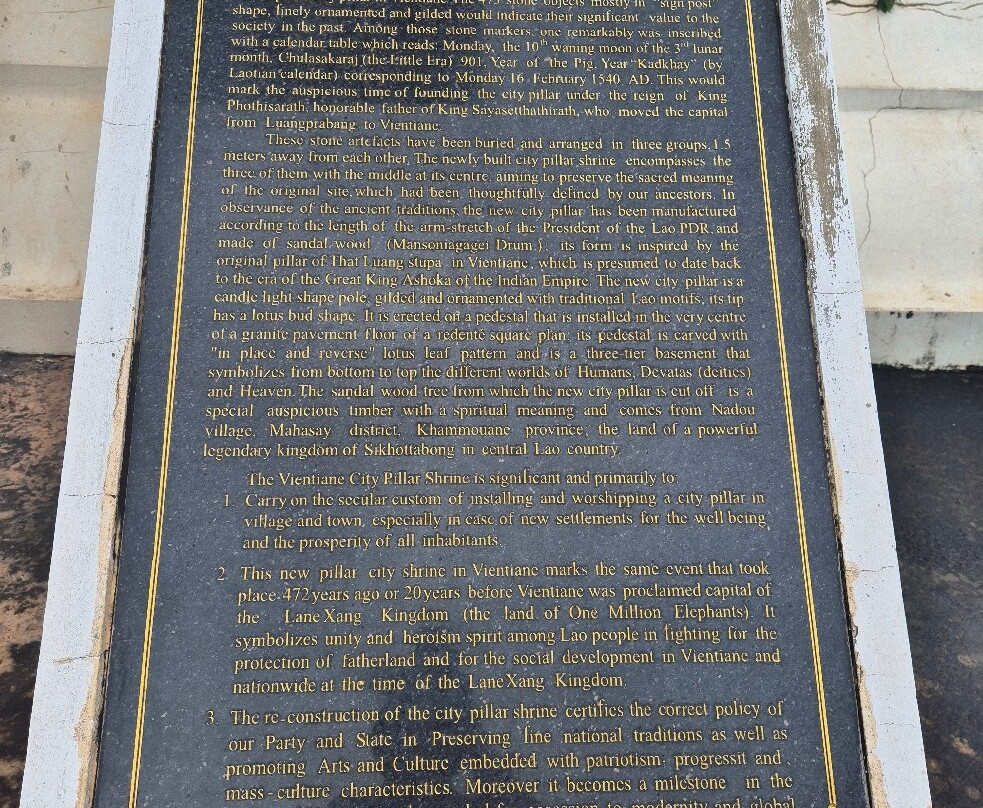 pillar in Vientiane The 473 stone objects mostly in "sign post"
shape, finely ornamented and gilded would indicate their significant value to the
society in the past. Among those stone markers, one remarkably was inscribed
with a calendar table which reads: Monday, the 10th waning moon of the 3rd lunar
month, Chulasakaraj (the Little Era) 901, Year of "the Pig, Year "Kadkhay" (by
Laotian calendar) corresponding to Monday 16 February 1540 AD. This would
mark the auspicious time of founding the city pillar under the reign of King
Phothisarath, honorable father of King Sayasetthathirath, who moved the capital
from Luangprabang to Vientiane.
These stone artefacts have been buried and arranged in three groups, 1.5
meters away from each other. The newly built city pillar shrine encompasses the
three of them with the middle at its centre, aiming to preserve the sacred meaning
of the original site, which had been thoughtfully defined by our ancestors. In
observance of the ancient traditions, the new city pillar has been manufactured
according to the length of the arm-stretch of the President of the Lao PDR, and
made of sandal wood (Mansoniagagei Drum.), its form is inspired by the
original pillar of That Luang stupa in Vientiane, which is presumed to date back
to the era of the Great King Ashoka of the Indian Empire. The new city pillar is a
candle light shape pole, gilded and ornamented with traditional Lao motifs, its tip
has a lotus bud shape. It is erected on a pedestal that is installed in the very centre
of a granite pavement floor of a redenté square plan; its pedestal is carved with
"in place and reverse" lotus leaf pattern and is a three-tier basement that
symbolizes from bottom to top the different worlds of Humans, Devatas (deities)
and Heaven. The sandal wood tree from which the new city pillar is cut off is a
special auspicious timber with a spiritual meaning and comes from Nadou
village, Mahasay district, Khammouane province; the land of a powerful
legendary kingdom of Sikhottabong in central Lao country.
The Vientiane City Pillar Shrine is significant and primarily to:
1. Carry on the secular custom of installing and worshipping a city pillar in
village and town, especially in case of new settlements for the well being
and the prosperity of all inhabitants.
2. This new pillar city shrine in Vientiane marks the same event that took
place 472 years ago or 20 years before Vientiane was proclaimed capital of
the LaneXang Kingdom (the land of One Million Elephants). It
symbolizes unity and heroism spirit among Lao people in fighting for the
protection of fatherland and for the social development in Vientiane and
nationwide at the time of the LaneXang Kingdom.
3. The re-construction of the city pillar shrine certifies the correct policy of
our Party and State in Preserving fine national traditions as well as
promoting Arts and Culture embedded with patriotism- progressit and
mass-culture characteristics. Moreover it becomes a milestone in the
to modernity and global